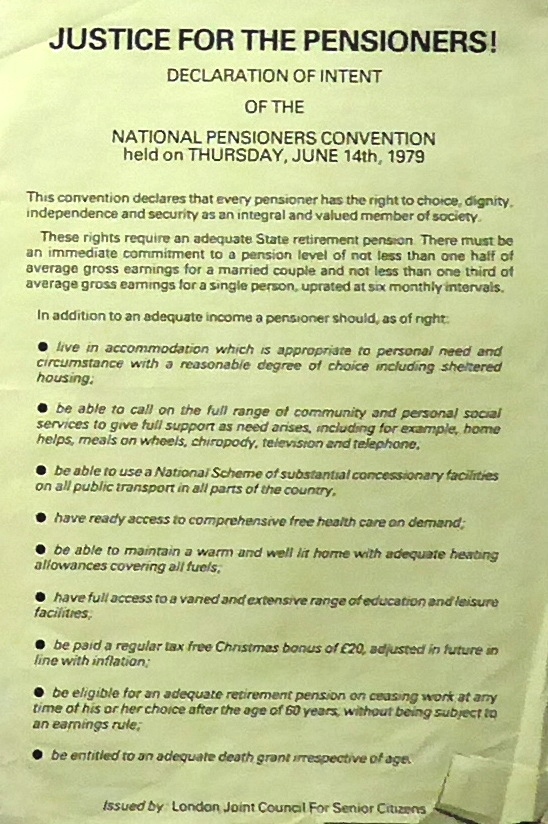 JUSTICE FOR THE PENSIONERS!
DECLARATION OF INTENT
OF THE
NATIONAL PENSIONERS CONVENTION
held on THURSDAY, JUNE 14th, 1979
This convention declares that every pensioner has the right to choice, dignity,
independence and security as an integral and valued member of society.
These rights require an adequate State retirement pension. There must be
an immediate commitment to a pension level of not less than one half of
average gross earnings for a married couple and not less than one third of
average gross earnings for a single person, uprated at six monthly intervals.
In addition to an adequate income a pensioner should, as of right:
● live in accommodation which is appropriate to personal need and
circumstance with a reasonable degree of choice including sheltered
housing;
● be able to call on the full range of community and personal social
services to give full support as need arises, including for example, home
helps, meals on wheels, chiropody, television and telephone;
● be able to use a National Scheme of substantial concessionary facilities
on all public transport in all parts of the country;
● have ready access to comprehensive free health care on demand;
● be able to maintain a warm and well lit home with adequate heating
allowances covering all fuels;
● have full access to a varied and extensive range of education and leisure
facilities;
● be paid a regular tax free Christmas bonus of £20, adjusted in future in
line with inflation;
● be eligible for an adequate retirement pension on ceasing work at any
time of his or her choice after the age of 60 years, without being subject to
an earnings rule;
● be entitled to an adequate death grant irrespective of age.
Issued by: London Joint Council For Senior Citizens